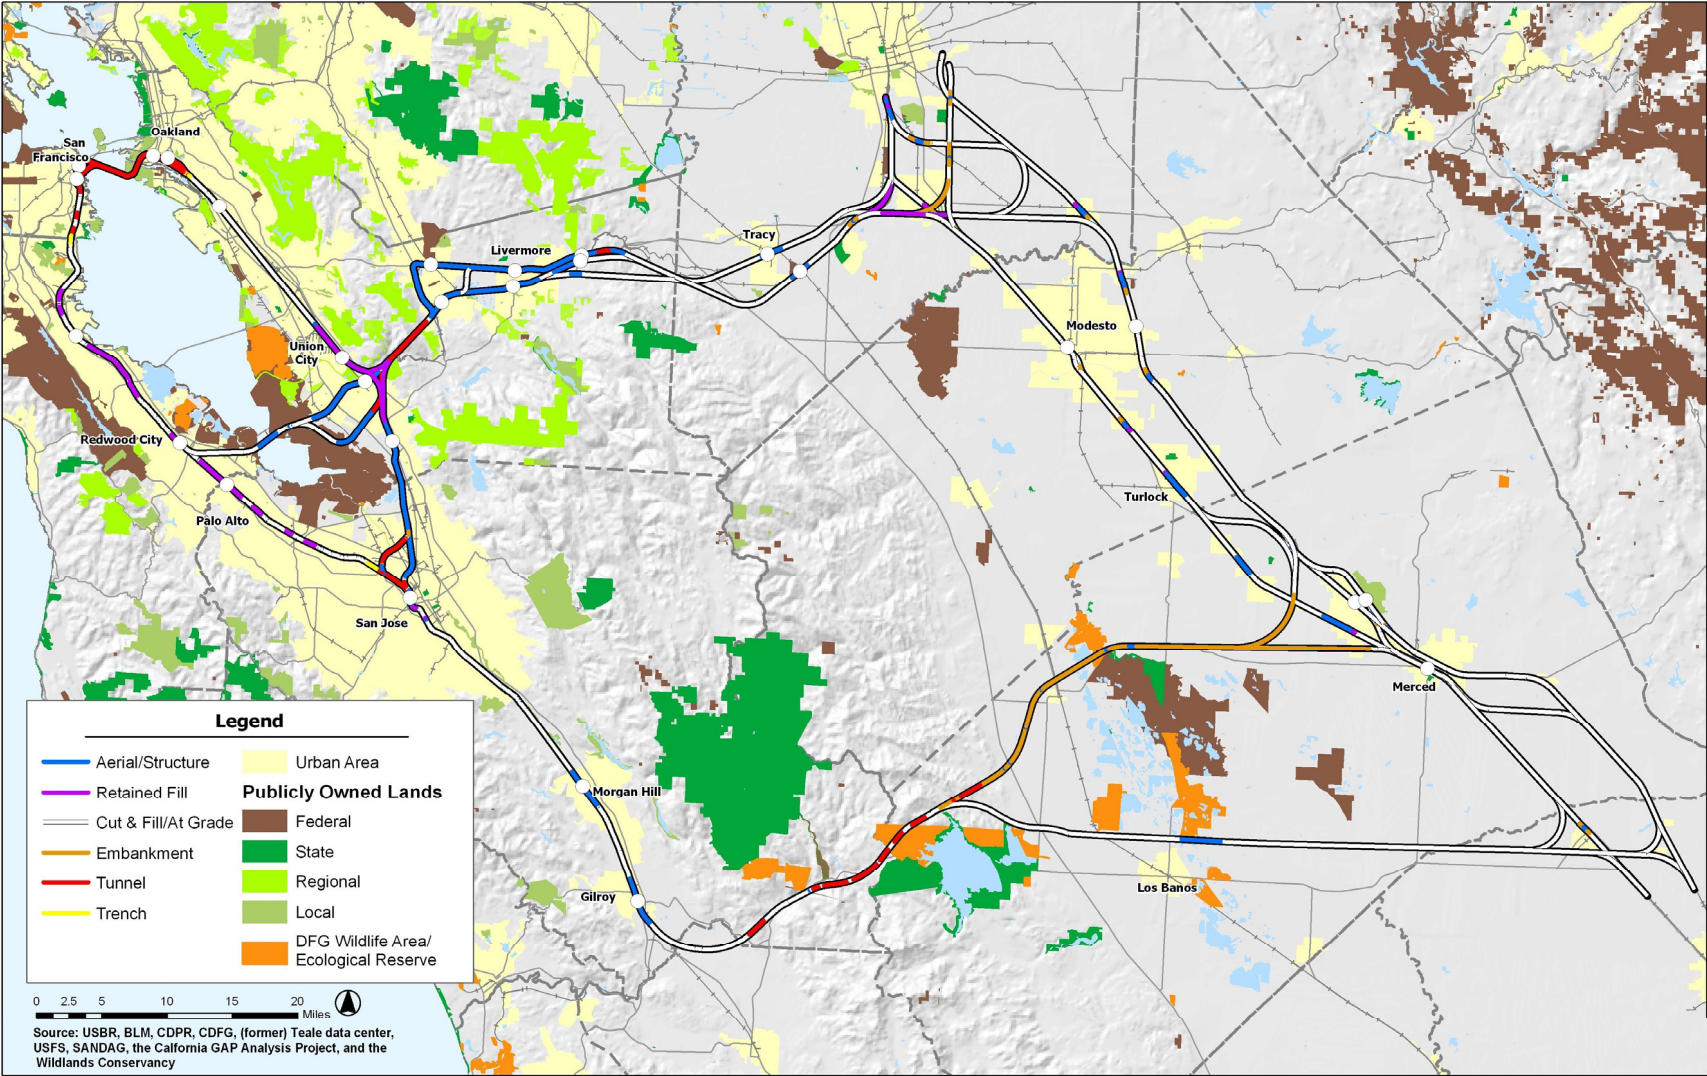 Oakland
San
Francisco
Livermore
Tracy
Union
City
Modesto
Redwood City
Palo Alto
Turlock
San Jose
Merced
Morgan Hill
Gilroy
Los Banos
Legend
Aerial/Structure
Retained Fill
Cut & Fill/At Grade
Embankment
Tunnel
Trench
Urban Area
Publicly Owned Lands
Federal
State
Regional
Local
DFG Wildlife Area/
Ecological Reserve
0 2.5 5 10 15 20
Miles
Source: USBR, BLM, CDPR, CDFG, (former) Teale data center,
USFS, SANDAG, the Calfornia GAP Analysis Project, and the
Wildlands Conservancy